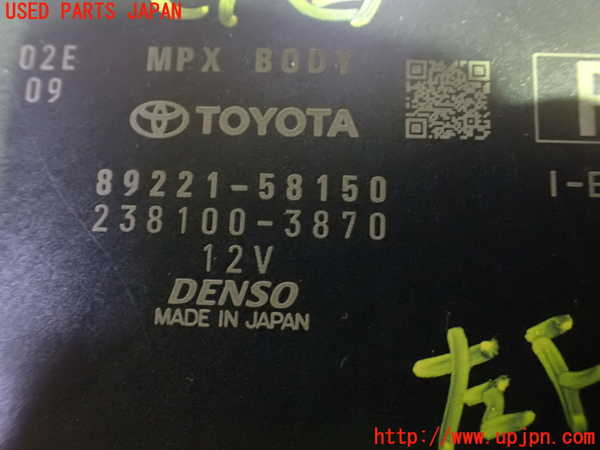 USED PARTS JAPAN
02E MPX BODY
09
TOYOTA
89221-58150
I-E
238100-3870
12V
DENSO
MADE IN JAPAN
左
http://www.upjpn.com/